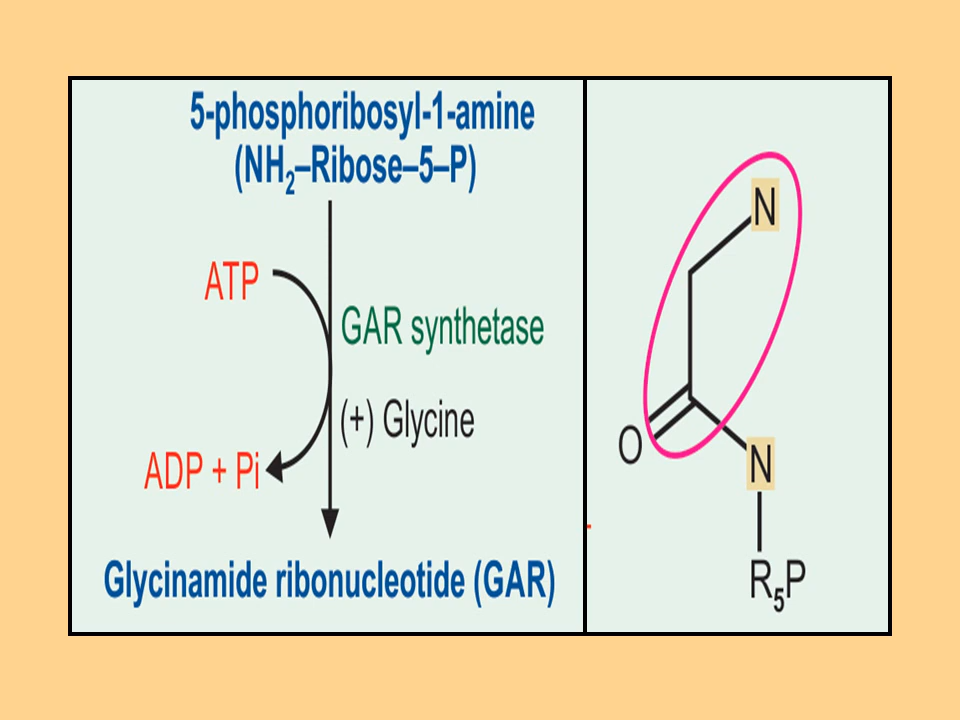 5-phosphoribosyl-1-amine
(NH₂–Ribose–5–P)
ATP
GAR synthetase
(+) Glycine
ADP + Pi
Glycinamide ribonucleotide (GAR)
N
O
N
R₅P